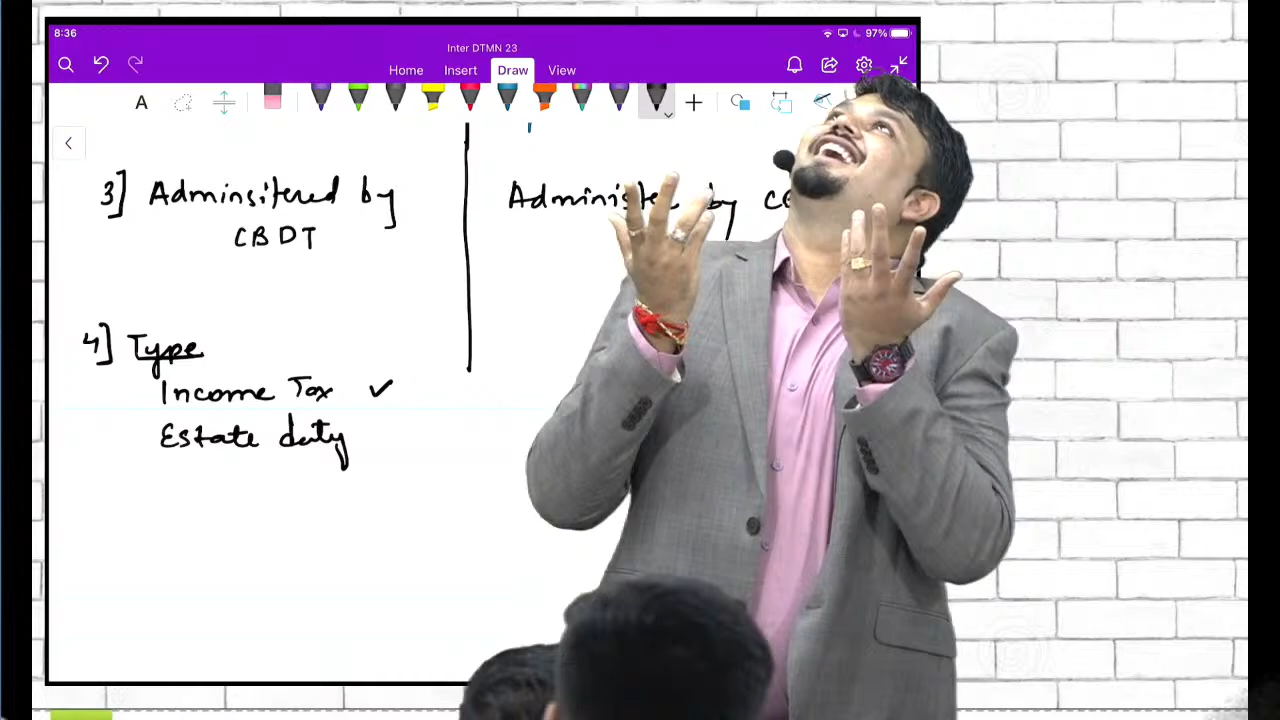 8:36
97%
Inter DTMN 23
Home Insert Draw View
A
3] Adminsitered by
CBDT
Administe by
4] Type
Income Tax ✓
Estate duty